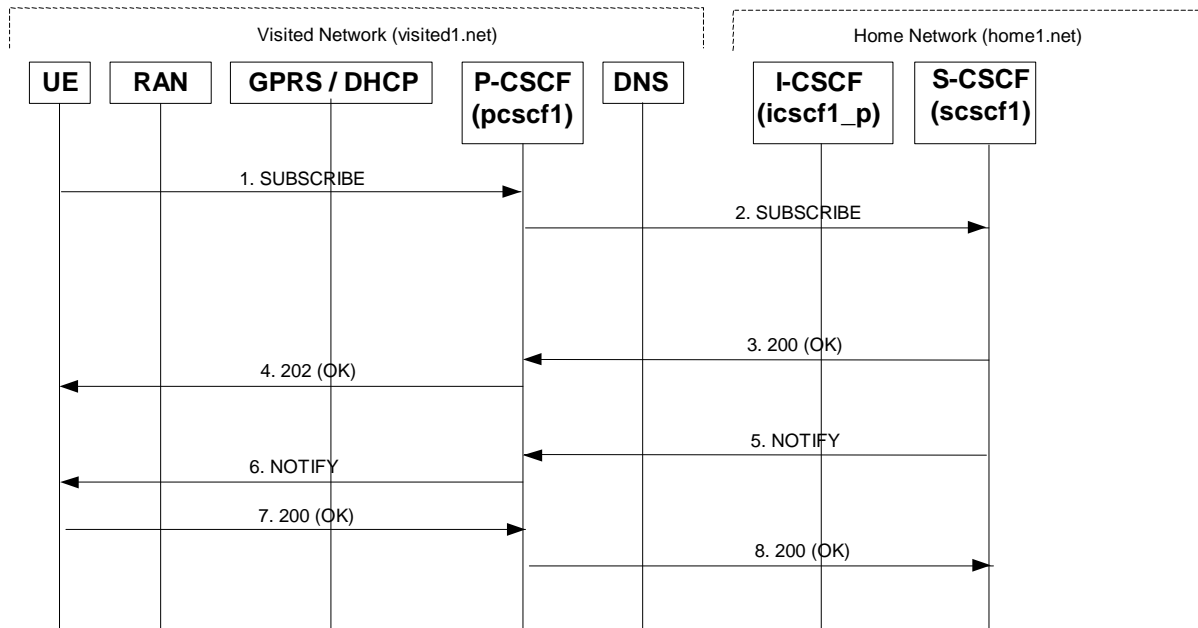 Visited Network (visited1.net)
Home Network (home1.net)
UE
RAN
GPRS / DHCP
P-CSCF
(pcscf1)
DNS
I-CSCF
(icscf1_p)
S-CSCF
(scscf1)
1. SUBSCRIBE
2. SUBSCRIBE
3. 200 (OK)
4. 202 (OK)
5. NOTIFY
6. NOTIFY
7. 200 (OK)
8. 200 (OK)